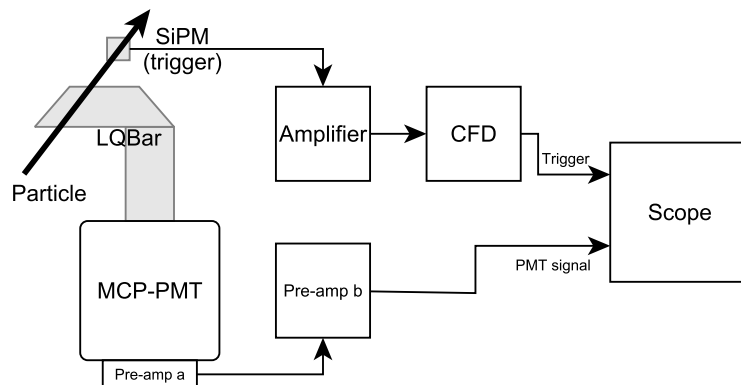 SiPM
(trigger)
LQBar
Particle
Amplifier
CFD
Trigger
Scope
MCP-PMT
Pre-amp b
PMT signal
Pre-amp a